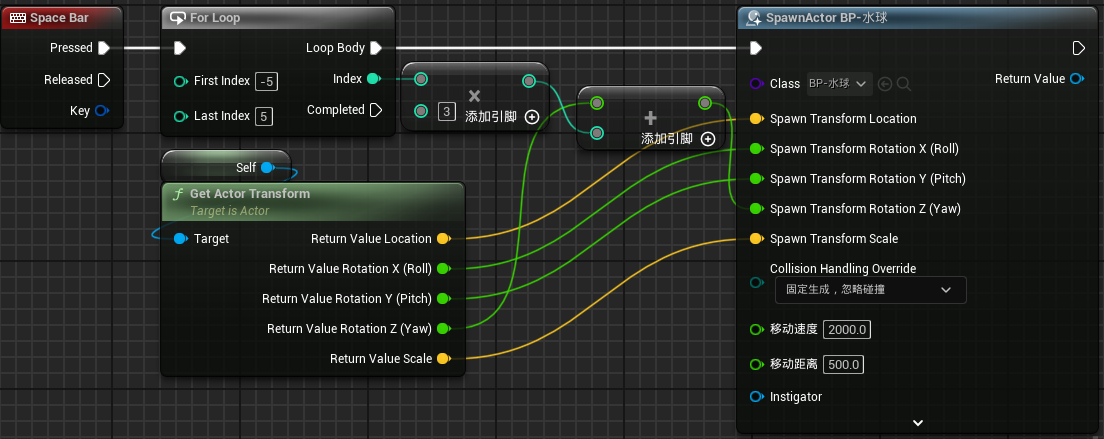 Space Bar
Pressed
Released
Key
For Loop
Loop Body
First Index -5
Index
Last Index 5
Completed
×
3 添加引脚
+
添加引脚
Self
Get Actor Transform
Target is Actor
Target
Return Value Location
Return Value Rotation X (Roll)
Return Value Rotation Y (Pitch)
Return Value Rotation Z (Yaw)
Return Value Scale
SpawnActor BP-水球
Class BP-水球
Return Value
Spawn Transform Location
Spawn Transform Rotation X (Roll)
Spawn Transform Rotation Y (Pitch)
Spawn Transform Rotation Z (Yaw)
Spawn Transform Scale
Collision Handling Override
固定生成，忽略碰撞
移动速度 2000.0
移动距离 500.0
Instigator